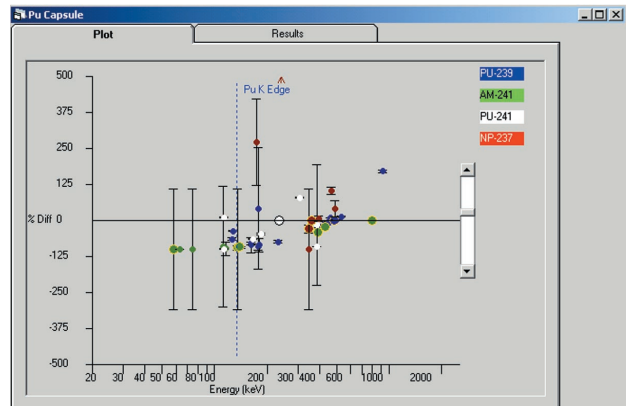 Pu Capsule
Plot Results
500
375
250
125
% Diff 0
-125
-250
-375
-500
Pu K Edge
PU-239
AM-241
PU-241
NP-237
20 30 40 50 60 80 100 200 300 400 600 1000 2000
Energy (keV)